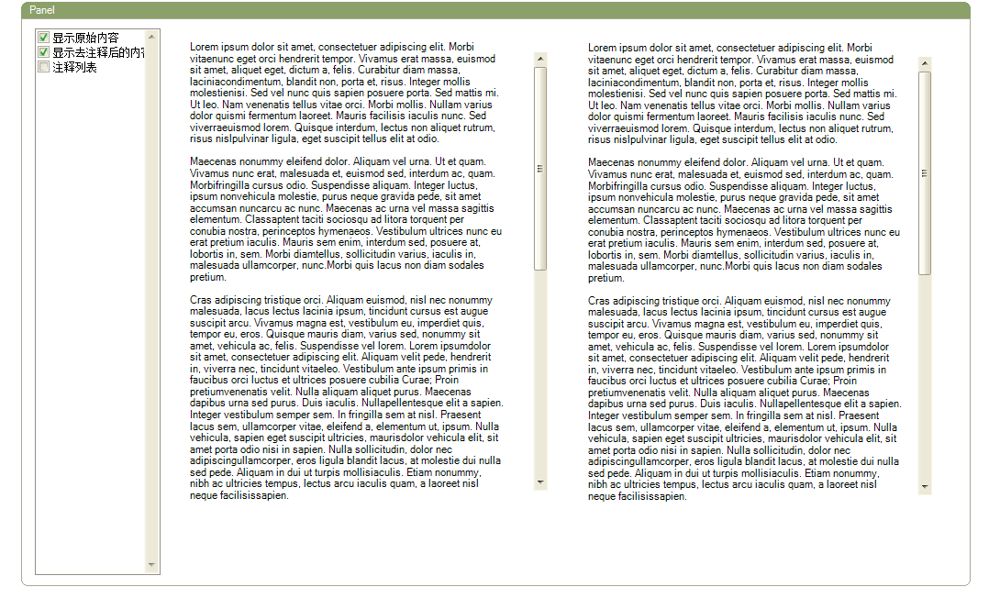 Panel
显示原始内容
显示去注释后的内容
注释列表
Lorem ipsum dolor sit amet, consectetuer adipiscing elit. Morbi
vitaenunc eget orci hendrerit tempor. Vivamus erat massa, euismod
sit amet, aliquet eget, dictum a, felis. Curabitur diam massa,
laciniacondimentum, blandit non, porta et, risus. Integer mollis
molestienisi. Sed vel nunc quis sapien posuere porta. Sed mattis mi.
Ut leo. Nam venenatis tellus vitae orci. Morbi mollis. Nullam varius
dolor quismi fermentum laoreet. Mauris facilisis iaculis nunc. Sed
viverraeuismod lorem. Quisque interdum, lectus non aliquet rutrum,
risus nislpulvinar ligula, eget suscipit tellus elit at odio.
Maecenas nonummy eleifend dolor. Aliquam vel urna. Ut et quam.
Vivamus nunc erat, malesuada et, euismod sed, interdum ac, quam.
Morbifringilla cursus odio. Suspendisse aliquam. Integer luctus,
ipsum nonvehicula molestie, purus neque gravida pede, sit amet
accumsan nuncarcu ac nunc. Maecenas ac urna vel massa sagittis
elementum. Classaptent taciti sociosqu ad litora torquent per
conubia nostra, perinceptos hymenaeos. Vestibulum ultrices nunc eu
erat pretium iaculis. Mauris sem enim, interdum sed, posuere at,
lobortis in, sem. Morbi diamtellus, sollicitudin varius, iaculis in,
malesuada ullamcorper, nunc.Morbi quis lacus non diam sodales
pretium.
Cras adipiscing tristique orci. Aliquam euismod, nisl nec nonummy
malesuada, lacus lectus lacinia ipsum, tincidunt cursus est augue
suscipit arcu. Vivamus magna est, vestibulum eu, imperdiet quis,
tempor eu, eros. Quisque mauris diam, varius sed, nonummy sit
amet, vehicula ac, felis. Suspendisse vel lorem. Lorem ipsumdolor
sit amet, consectetuer adipiscing elit. Aliquam velit pede, hendrerit
in, viverra nec, tincidunt vitaeleo. Vestibulum ante ipsum primis in
faucibus orci luctus et ultrices posuere cubilia Curae; Proin
pretiumvenenatis velit. Nulla aliquam aliquet purus. Maecenas
dapibus urna sed purus. Duis iaculis. Nullapellentesque elit a sapien.
Integer vestibulum semper sem. In fringilla sem at nisl. Praesent
lacus sem, ullamcorper vitae, eleifend a, elementum ut, ipsum. Nulla
vehicula, sapien eget suscipit ultricies, maurisdolor vehicula elit, sit
amet porta odio nisi in sapien. Nulla sollicitudin, dolor nec
adipiscingullamcorper, eros ligula blandit lacus, at molestie dui nulla
sed pede. Aliquam in dui ut turpis mollisiaculis. Etiam nonummy,
nibh ac ultricies tempus, lectus arcu iaculis quam, a laoreet nisl
neque facilisissapien.
Lorem ipsum dolor sit amet, consectetuer adipiscing elit. Morbi
vitaenunc eget orci hendrerit tempor. Vivamus erat massa, euismod
sit amet, aliquet eget, dictum a, felis. Curabitur diam massa,
laciniacondimentum, blandit non, porta et, risus. Integer mollis
molestienisi. Sed vel nunc quis sapien posuere porta. Sed mattis mi.
Ut leo. Nam venenatis tellus vitae orci. Morbi mollis. Nullam varius
dolor quismi fermentum laoreet. Mauris facilisis iaculis nunc. Sed
viverraeuismod lorem. Quisque interdum, lectus non aliquet rutrum,
risus nislpulvinar ligula, eget suscipit tellus elit at odio.
Maecenas nonummy eleifend dolor. Aliquam vel urna. Ut et quam.
Vivamus nunc erat, malesuada et, euismod sed, interdum ac, quam.
Morbifringilla cursus odio. Suspendisse aliquam. Integer luctus,
ipsum nonvehicula molestie, purus neque gravida pede, sit amet
accumsan nuncarcu ac nunc. Maecenas ac urna vel massa sagittis
elementum. Classaptent taciti sociosqu ad litora torquent per
conubia nostra, perinceptos hymenaeos. Vestibulum ultrices nunc eu
erat pretium iaculis. Mauris sem enim, interdum sed, posuere at,
lobortis in, sem. Morbi diamtellus, sollicitudin varius, iaculis in,
malesuada ullamcorper, nunc.Morbi quis lacus non diam sodales
pretium.
Cras adipiscing tristique orci. Aliquam euismod, nisl nec nonummy
malesuada, lacus lectus lacinia ipsum, tincidunt cursus est augue
suscipit arcu. Vivamus magna est, vestibulum eu, imperdiet quis,
tempor eu, eros. Quisque mauris diam, varius sed, nonummy sit
amet, vehicula ac, felis. Suspendisse vel lorem. Lorem ipsumdolor
sit amet, consectetuer adipiscing elit. Aliquam velit pede, hendrerit
in, viverra nec, tincidunt vitaeleo. Vestibulum ante ipsum primis in
faucibus orci luctus et ultrices posuere cubilia Curae; Proin
pretiumvenenatis velit. Nulla aliquam aliquet purus. Maecenas
dapibus urna sed purus. Duis iaculis. Nullapellentesque elit a sapien.
Integer vestibulum semper sem. In fringilla sem at nisl. Praesent
lacus sem, ullamcorper vitae, eleifend a, elementum ut, ipsum. Nulla
vehicula, sapien eget suscipit ultricies, maurisdolor vehicula elit, sit
amet porta odio nisi in sapien. Nulla sollicitudin, dolor nec
adipiscingullamcorper, eros ligula blandit lacus, at molestie dui nulla
sed pede. Aliquam in dui ut turpis mollisiaculis. Etiam nonummy,
nibh ac ultricies tempus, lectus arcu iaculis quam, a laoreet nisl
neque facilisissapien.